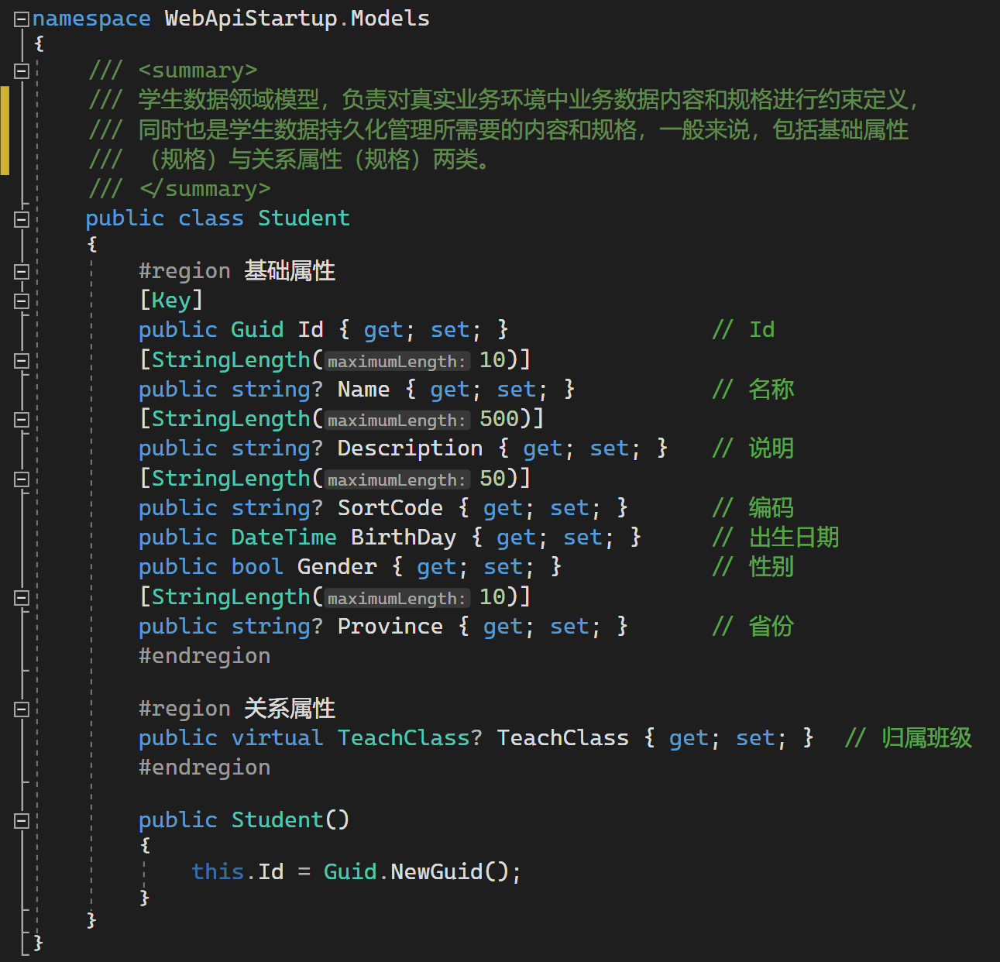 namespace WebApiStartup.Models
{
/// <summary>
/// 学生数据领域模型，负责对真实业务环境中业务数据内容和规格进行约束定义，
/// 同时也是学生数据持久化管理所需要的内容和规格，一般来说，包括基础属性
/// （规格）与关系属性（规格）两类。
/// </summary>
public class Student
{
#region 基础属性
[Key]
public Guid Id { get; set; } // Id
[StringLength(maximumLength: 10)]
public string? Name { get; set; } // 名称
[StringLength(maximumLength: 500)]
public string? Description { get; set; } // 说明
[StringLength(maximumLength: 50)]
public string? SortCode { get; set; } // 编码
public DateTime BirthDay { get; set; } // 出生日期
public bool Gender { get; set; } // 性别
[StringLength(maximumLength: 10)]
public string? Province { get; set; } // 省份
#endregion
#region 关系属性
public virtual TeachClass? TeachClass { get; set; } // 归属班级
#endregion
public Student()
{
this.Id = Guid.NewGuid();
}
}
}